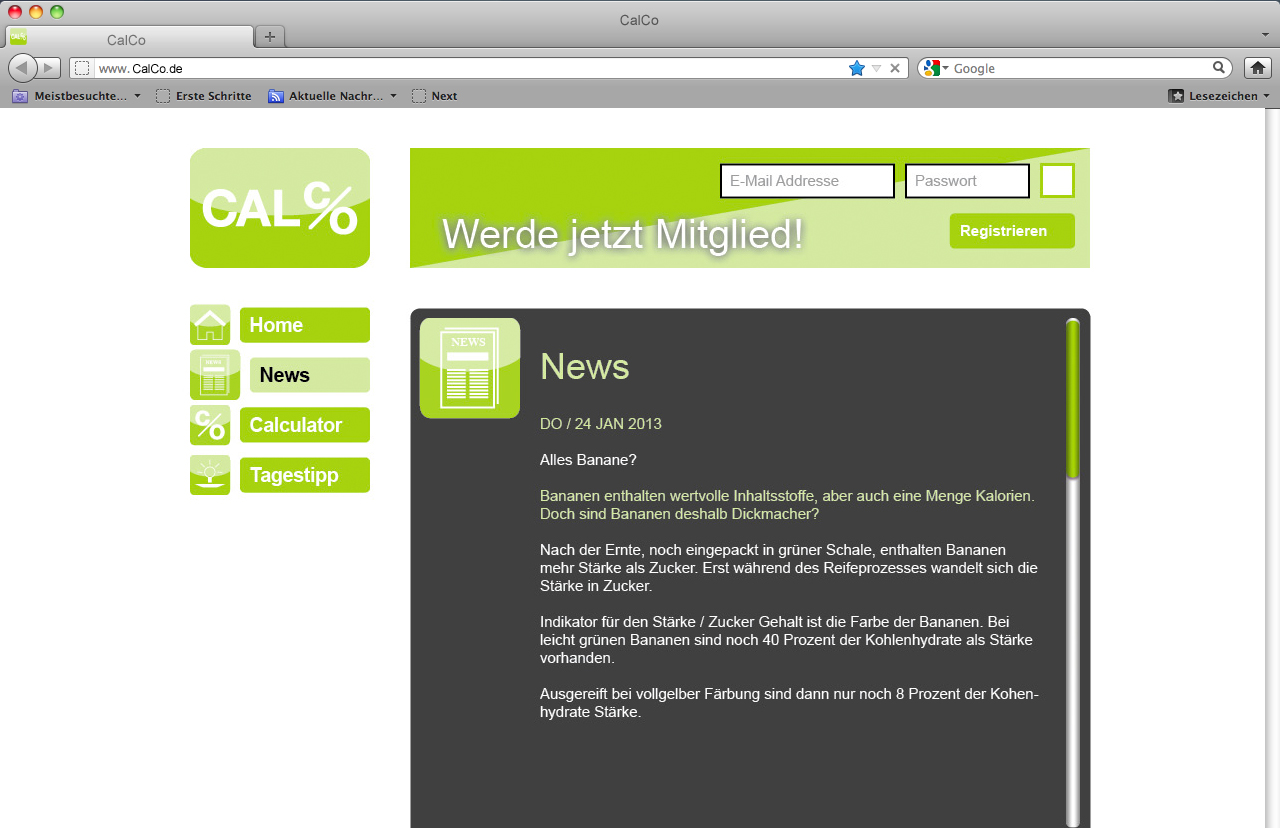 CalCo
CalCo
www.CalCo.de
Google
Meistbesuchte...
Erste Schritte
Aktuelle Nachr...
Next
Lesezeichen
CALC/O
E-Mail Addresse
Passwort
Werde jetzt Mitglied!
Registrieren
Home
News
Calculator
Tagestipp
NEWS
News
DO / 24 JAN 2013
Alles Banane?
Bananen enthalten wertvolle Inhaltsstoffe, aber auch eine Menge Kalorien.
Doch sind Bananen deshalb Dickmacher?
Nach der Ernte, noch eingepackt in grüner Schale, enthalten Bananen
mehr Stärke als Zucker. Erst während des Reifeprozesses wandelt sich die
Stärke in Zucker.
Indikator für den Stärke / Zucker Gehalt ist die Farbe der Bananen. Bei
leicht grünen Bananen sind noch 40 Prozent der Kohlenhydrate als Stärke
vorhanden.
Ausgereift bei vollgelber Färbung sind dann nur noch 8 Prozent der Kohen-
hydrate Stärke.